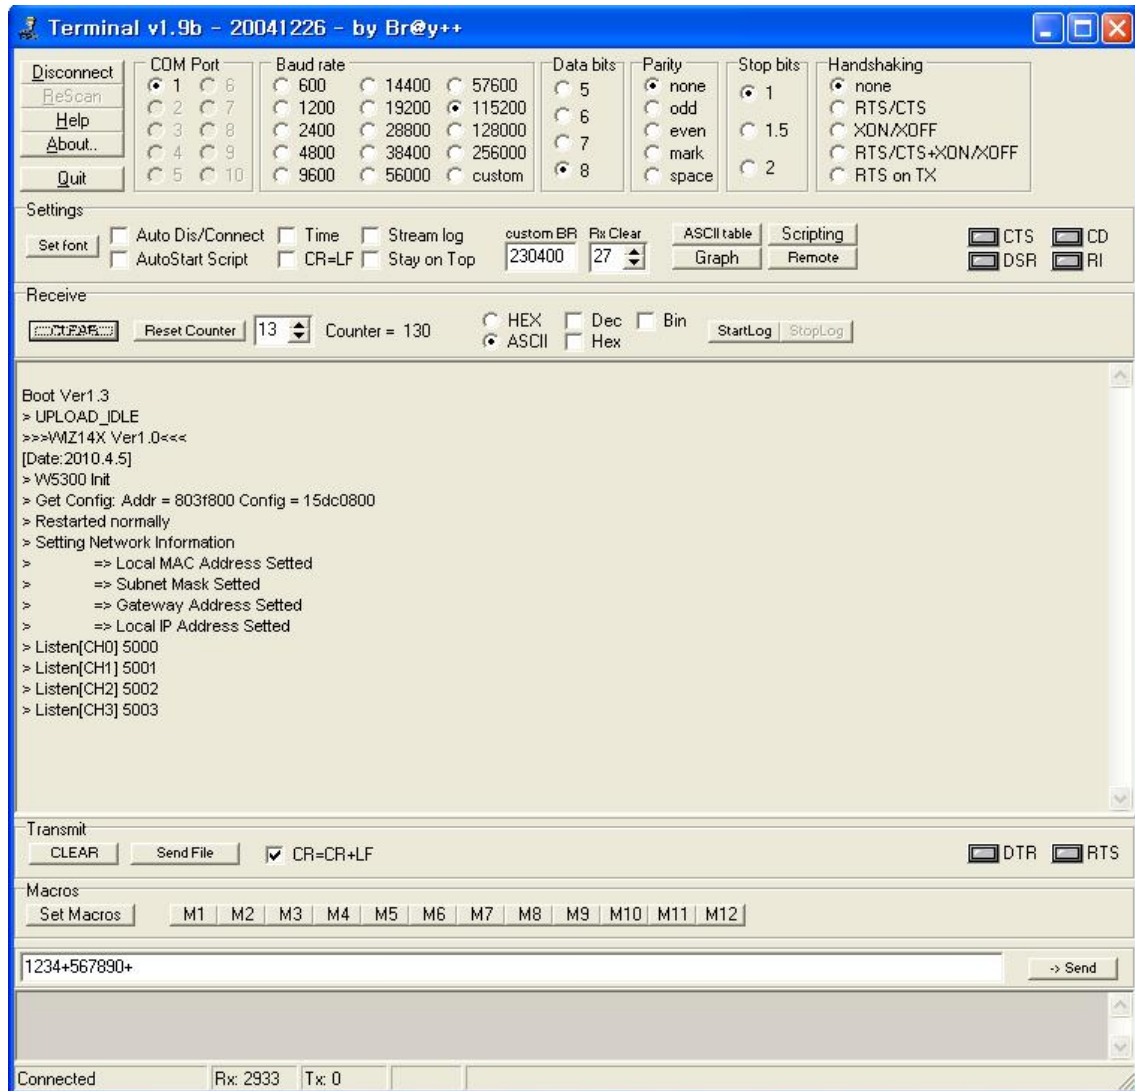 Terminal v1.9b - 20041226 - by Br@y++
Disconnect
ReScan
Help
About..
Quit
COM Port
1 6
2 7
3 8
4 9
5 10
Baud rate
600 14400 57600
1200 19200 115200
2400 28800 128000
4800 38400 256000
9600 56000 custom
Data bits
5
6
7
8
Parity
none
odd
even
mark
space
Stop bits
1
1.5
2
Handshaking
none
RTS/CTS
XON/XOFF
RTS/CTS+XON/XOFF
RTS on TX
Settings
Set font
Auto Dis/Connect Time Stream log
AutoStart Script CR=LF Stay on Top
custom BR Rx Clear
230400 27
ASCII table Scripting
Graph Remote
CTS CD
DSR RI
Receive
CLEAR Reset Counter 13 Counter = 130
HEX Dec Bin
ASCII Hex
StartLog StopLog
Boot Ver1.3
> UPLOAD_IDLE
>>>WIZ14X Ver1.0<<<
[Date:2010.4.5]
> W5300 Init
> Get Config: Addr = 803f800 Config = 15dc0800
> Restarted normally
> Setting Network Information
> => Local MAC Address Setted
> => Subnet Mask Setted
> => Gateway Address Setted
> => Local IP Address Setted
> Listen[CH0] 5000
> Listen[CH1] 5001
> Listen[CH2] 5002
> Listen[CH3] 5003
Transmit
CLEAR Send File CR=CR+LF DTR RTS
Macros
Set Macros M1 M2 M3 M4 M5 M6 M7 M8 M9 M10 M11 M12
1234+567890+ -> Send
Connected Rx: 2933 Tx: 0